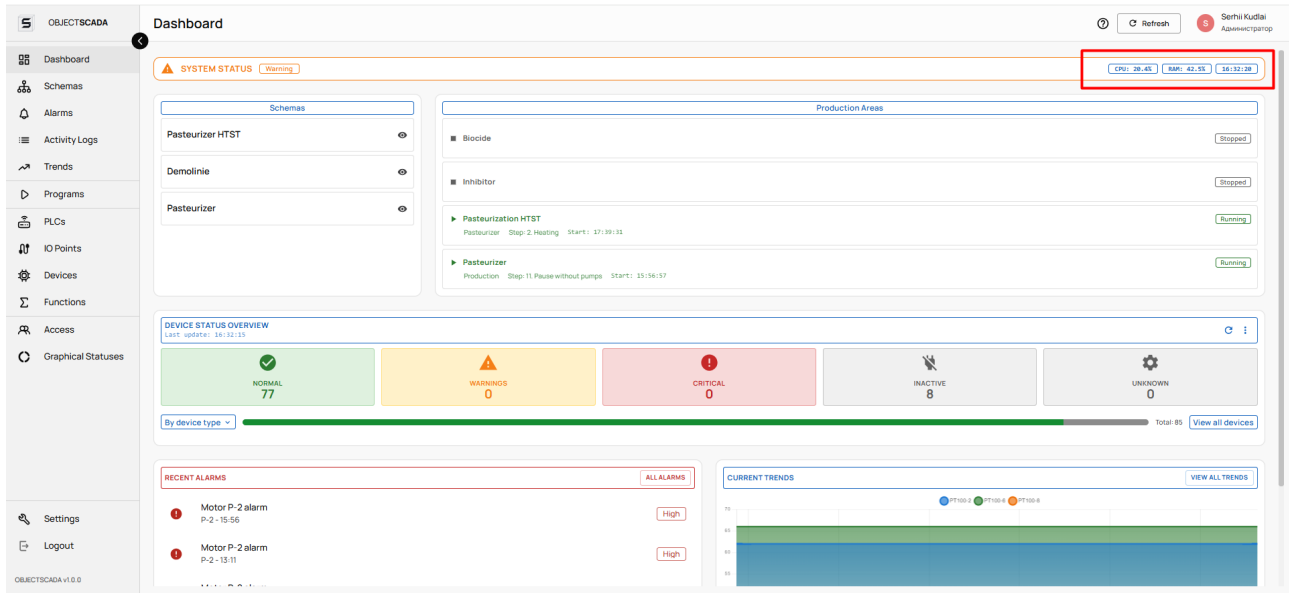 OBJECTSCADA
Dashboard
Refresh
S
Serhii Kudlai
Администратор
Dashboard
Schemas
Alarms
Activity Logs
Trends
Programs
PLCs
IO Points
Devices
Functions
Access
Graphical Statuses
Settings
Logout
OBJECTSCADA v1.0.0
SYSTEM STATUS Warning
CPU: 20.4% RAM: 42.5% 16:32:20
Schemas
Pasteurizer HTST
Demolinie
Pasteurizer
Production Areas
Biocide Stopped
Inhibitor Stopped
Pasteurization HTST Running
Pasteurizer Step: 2. Heating Start: 17:39:31
Pasteurizer Running
Production Step: 11. Pause without pumps Start: 15:56:57
DEVICE STATUS OVERVIEW
Last update: 16:32:15
NORMAL
77
WARNINGS
0
CRITICAL
0
INACTIVE
8
UNKNOWN
0
By device type Total: 85 View all devices
RECENT ALARMS ALL ALARMS
Motor P-2 alarm High
P-2 - 15:56
Motor P-2 alarm High
P-2 - 13:11
CURRENT TRENDS VIEW ALL TRENDS
PT100-2 PT100-6 PT100-8
70
65
60
55